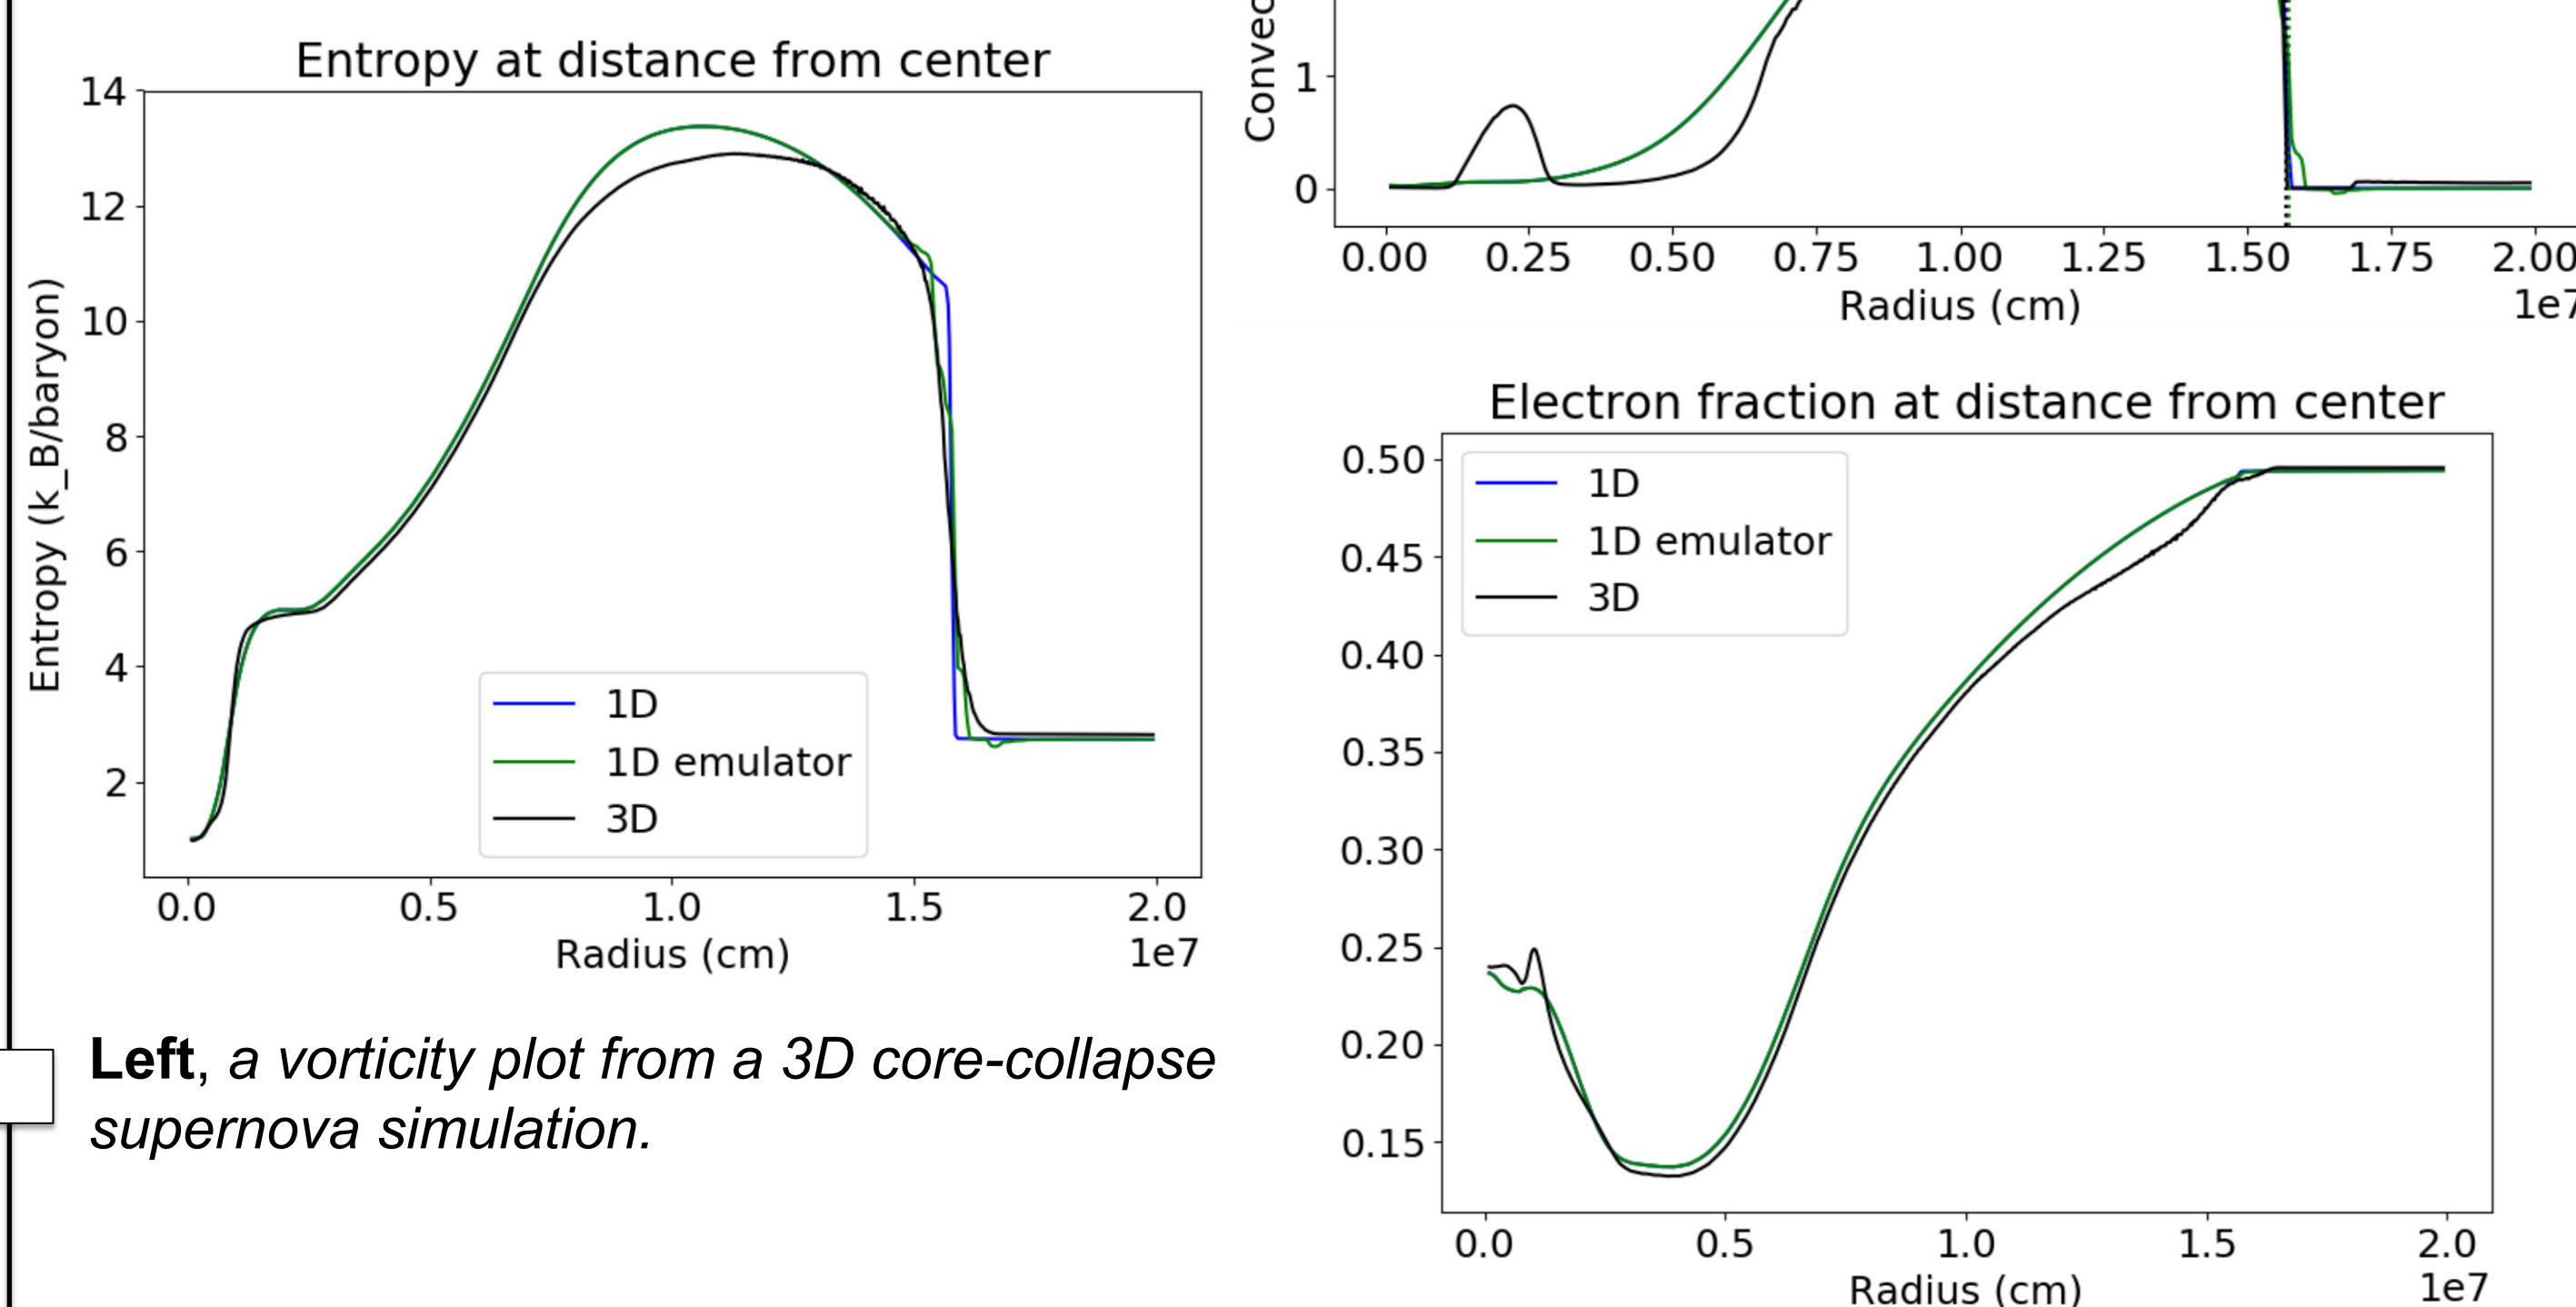 Entropy at distance from center
14
12
10
8
6
4
2
Entropy (k_B/baryon)
1D
1D emulator
3D
0.0 0.5 1.0 1.5 2.0
1e7
Radius (cm)
Left, a vorticity plot from a 3D core-collapse
supernova simulation.
1
0
0.00 0.25 0.50 0.75 1.00 1.25 1.50 1.75 2.00
Radius (cm)
Electron fraction at distance from center
0.50
0.45
0.40
0.35
0.30
0.25
0.20
0.15
1D
1D emulator
3D
0.0 0.5 1.0 1.5 2.0
1e7
Radius (cm)